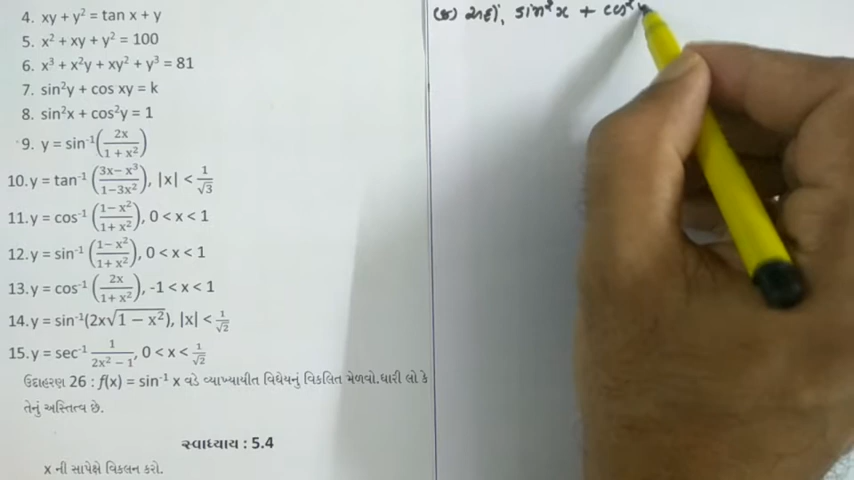 4. xy + y² = tan x + y
5. x² + xy + y² = 100
6. x³ + x²y + xy² + y³ = 81
7. sin²y + cos xy = k
8. sin²x + cos²y = 1
9. y = sin⁻¹(2x/(1 + x²))
10. y = tan⁻¹((3x – x³)/(1–3x²)), |x| < 1/√3
11. y = cos⁻¹((1– x²)/(1+ x²)), 0 < x < 1
12. y = sin⁻¹((1– x²)/(1+ x²)), 0 < x < 1
13. y = cos⁻¹(2x/(1+ x²)), -1 < x < 1
14. y = sin⁻¹(2x√(1 – x²)), |x| < 1/√2
15. y = sec⁻¹ 1/(2x² – 1), 0 < x < 1/√2
ઉદાહરણ 26 : f(x) = sin⁻¹ x વડે વ્યાખ્યાયીત વિધેયનું વિકલિત મેળવો.ધારી લો કે
તેનું અસ્તિત્વ છે.
સ્વાધ્યાય : 5.4
x ની સાપેક્ષે વિકલન કરો.
(8) અહીં, sin²x + cos²